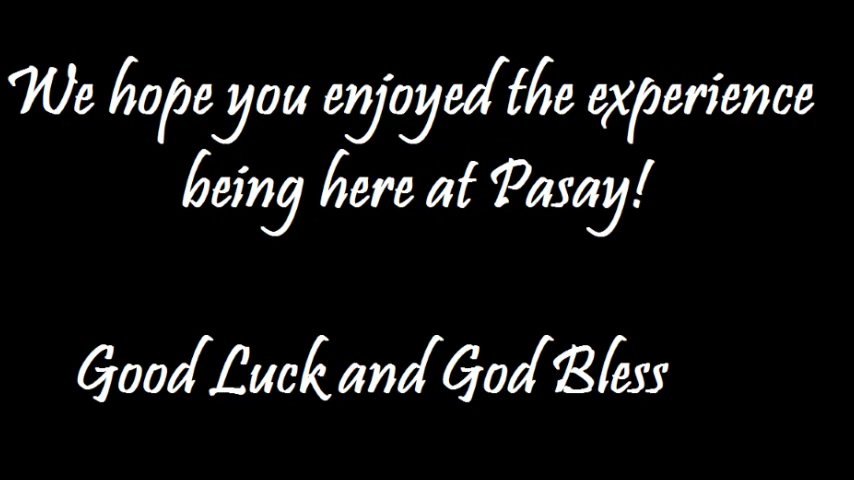 We hope you enjoyed the experience
being here at Pasay!
Good Luck and God Bless